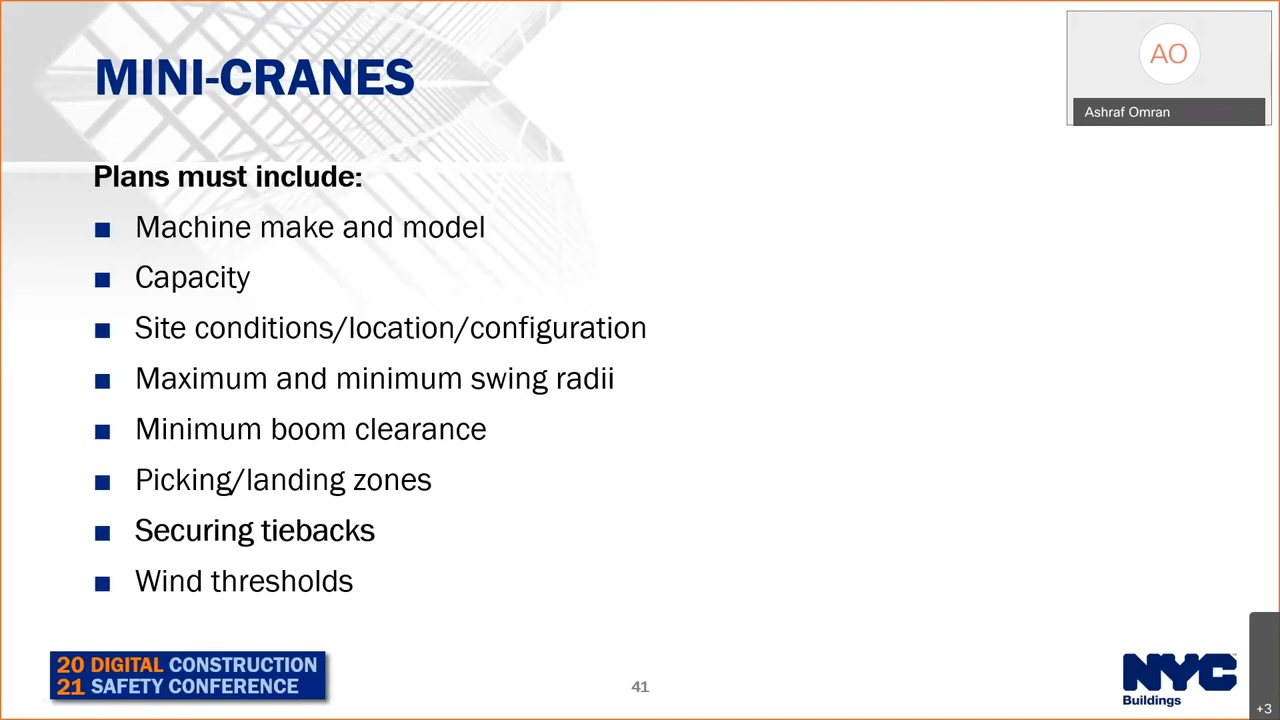 MINI-CRANES
AO
Ashraf Omran
Plans must include:
■ Machine make and model
■ Capacity
■ Site conditions/location/configuration
■ Maximum and minimum swing radii
■ Minimum boom clearance
■ Picking/landing zones
■ Securing tiebacks
■ Wind thresholds
20 DIGITAL CONSTRUCTION
21 SAFETY CONFERENCE
41
NYC
Buildings
+3